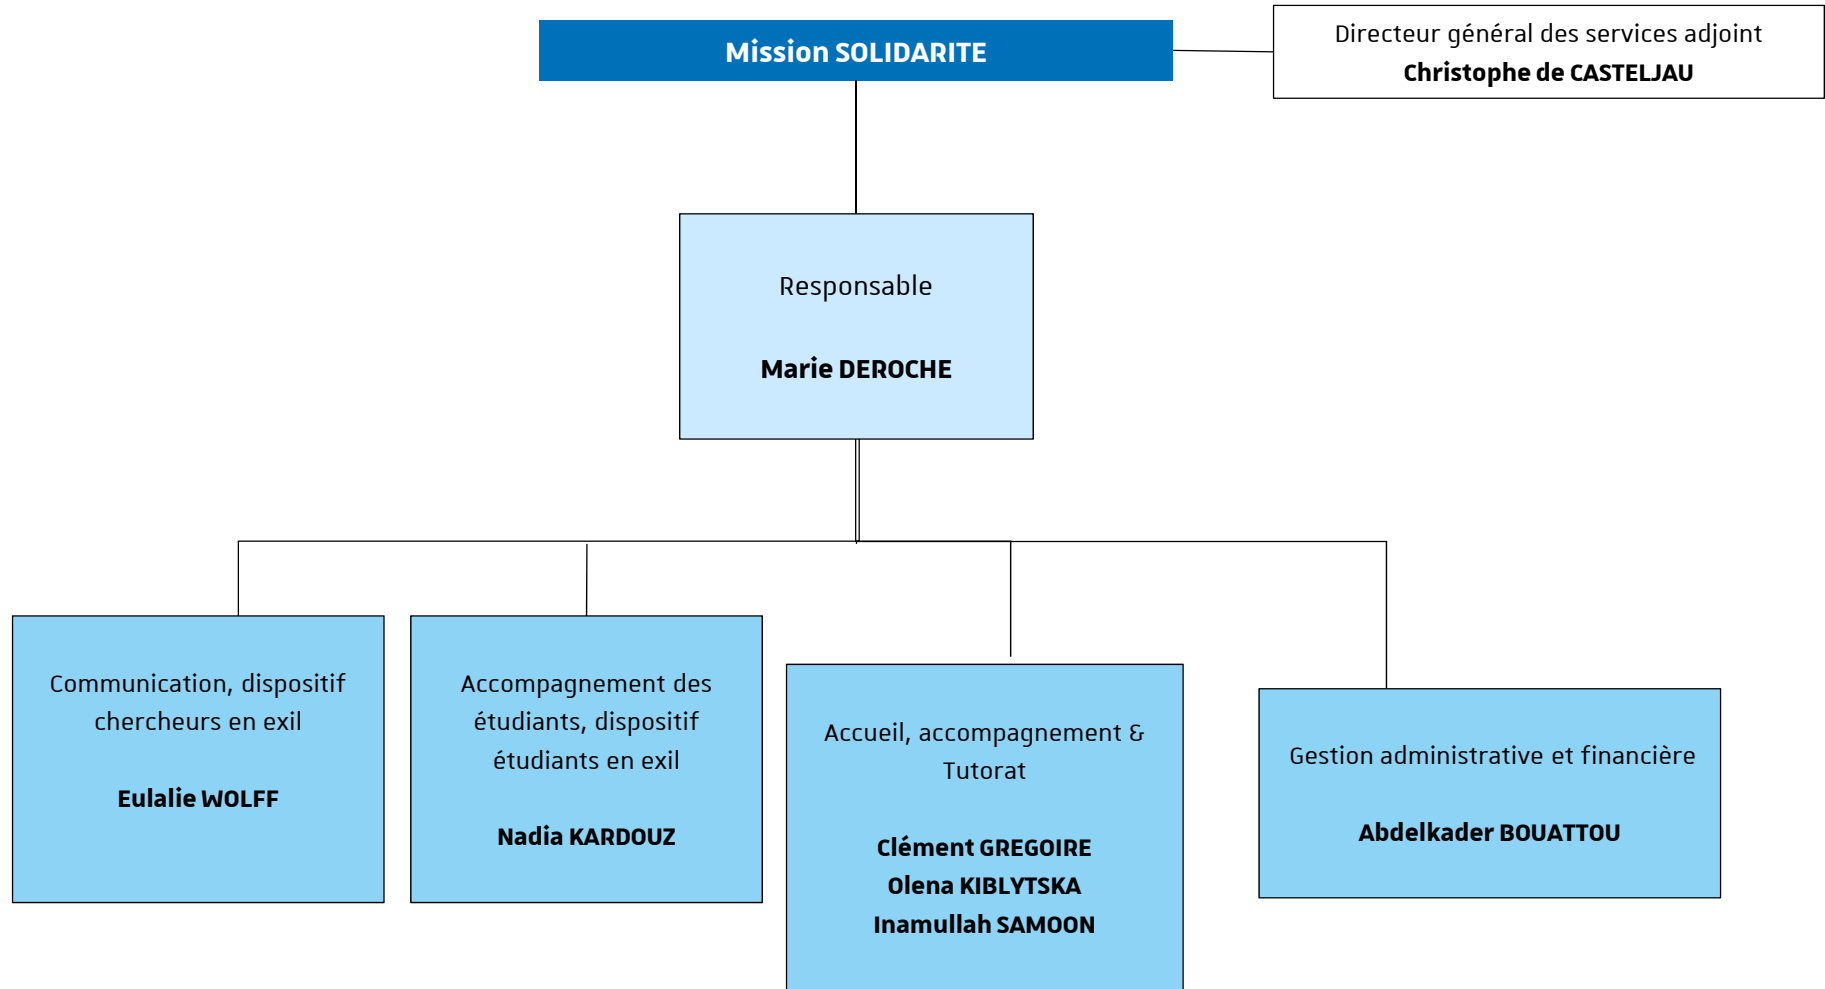 Mission SOLIDARITE
Directeur général des services adjoint
Christophe de CASTELJAU
Responsable
Marie DEROCHE
Communication, dispositif
chercheurs en exil
Eulalie WOLFF
Accompagnement des
étudiants, dispositif
étudiants en exil
Nadia KARDOUZ
Accueil, accompagnement &
Tutorat
Clément GREGOIRE
Olena KIBLYTSKA
Inamullah SAMOON
Gestion administrative et financière
Abdelkader BOUATTOU